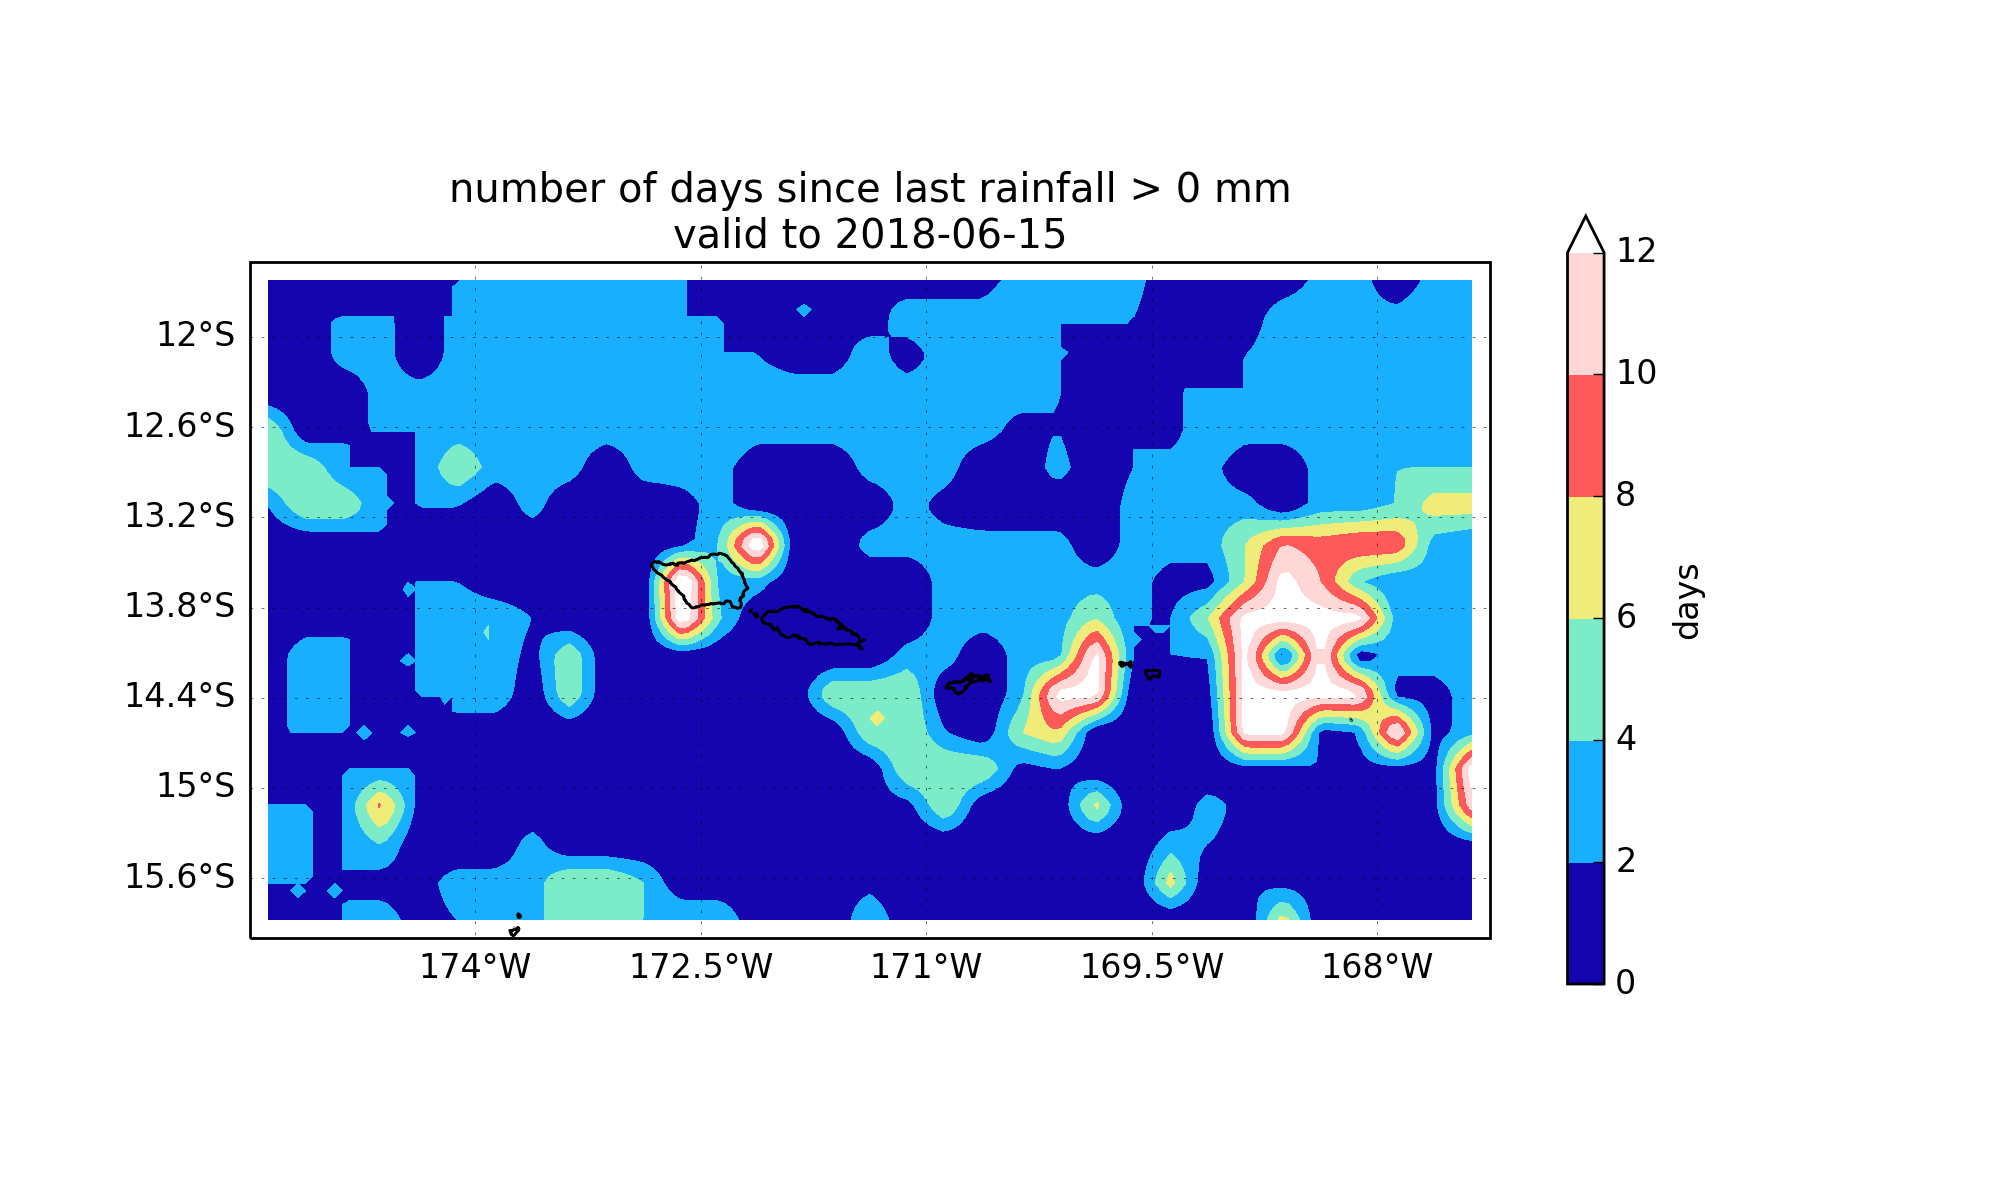 number of days since last rainfall > 0 mm
valid to 2018-06-15
12°S
12.6°S
13.2°S
13.8°S
14.4°S
15°S
15.6°S
174°W 172.5°W 171°W 169.5°W 168°W
12
10
8
6
4
2
0
days